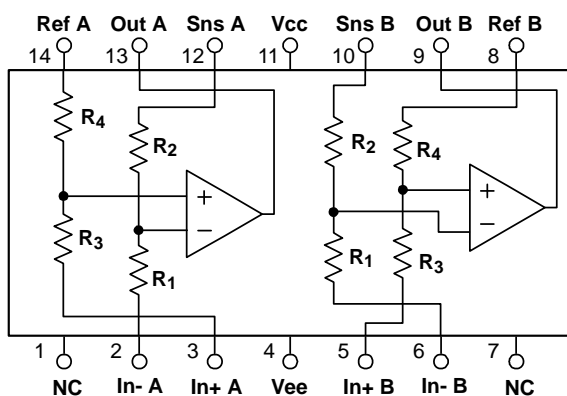 Ref A Out A Sns A Vcc Sns B Out B Ref B
14 13 12 11 10 9 8
R4 R2 R2 R4
+ +
− −
R3 R1 R1 R3
1 2 3 4 5 6 7
NC In- A In+ A Vee In+ B In- B NC